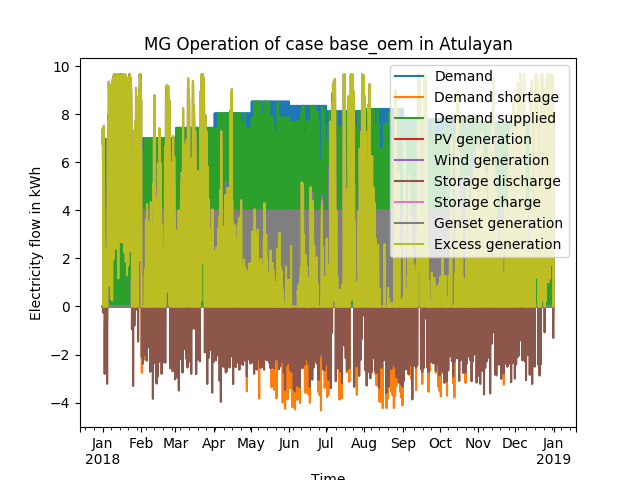 MG Operation of case base_oem in Atulayan
Electricity flow in kWh
10
8
6
4
2
0
−2
−4
Demand
Demand shortage
Demand supplied
PV generation
Wind generation
Storage discharge
Storage charge
Genset generation
Excess generation
Jan Feb Mar Apr May Jun Jul Aug Sep Oct Nov Dec Jan
2018 2019
Time